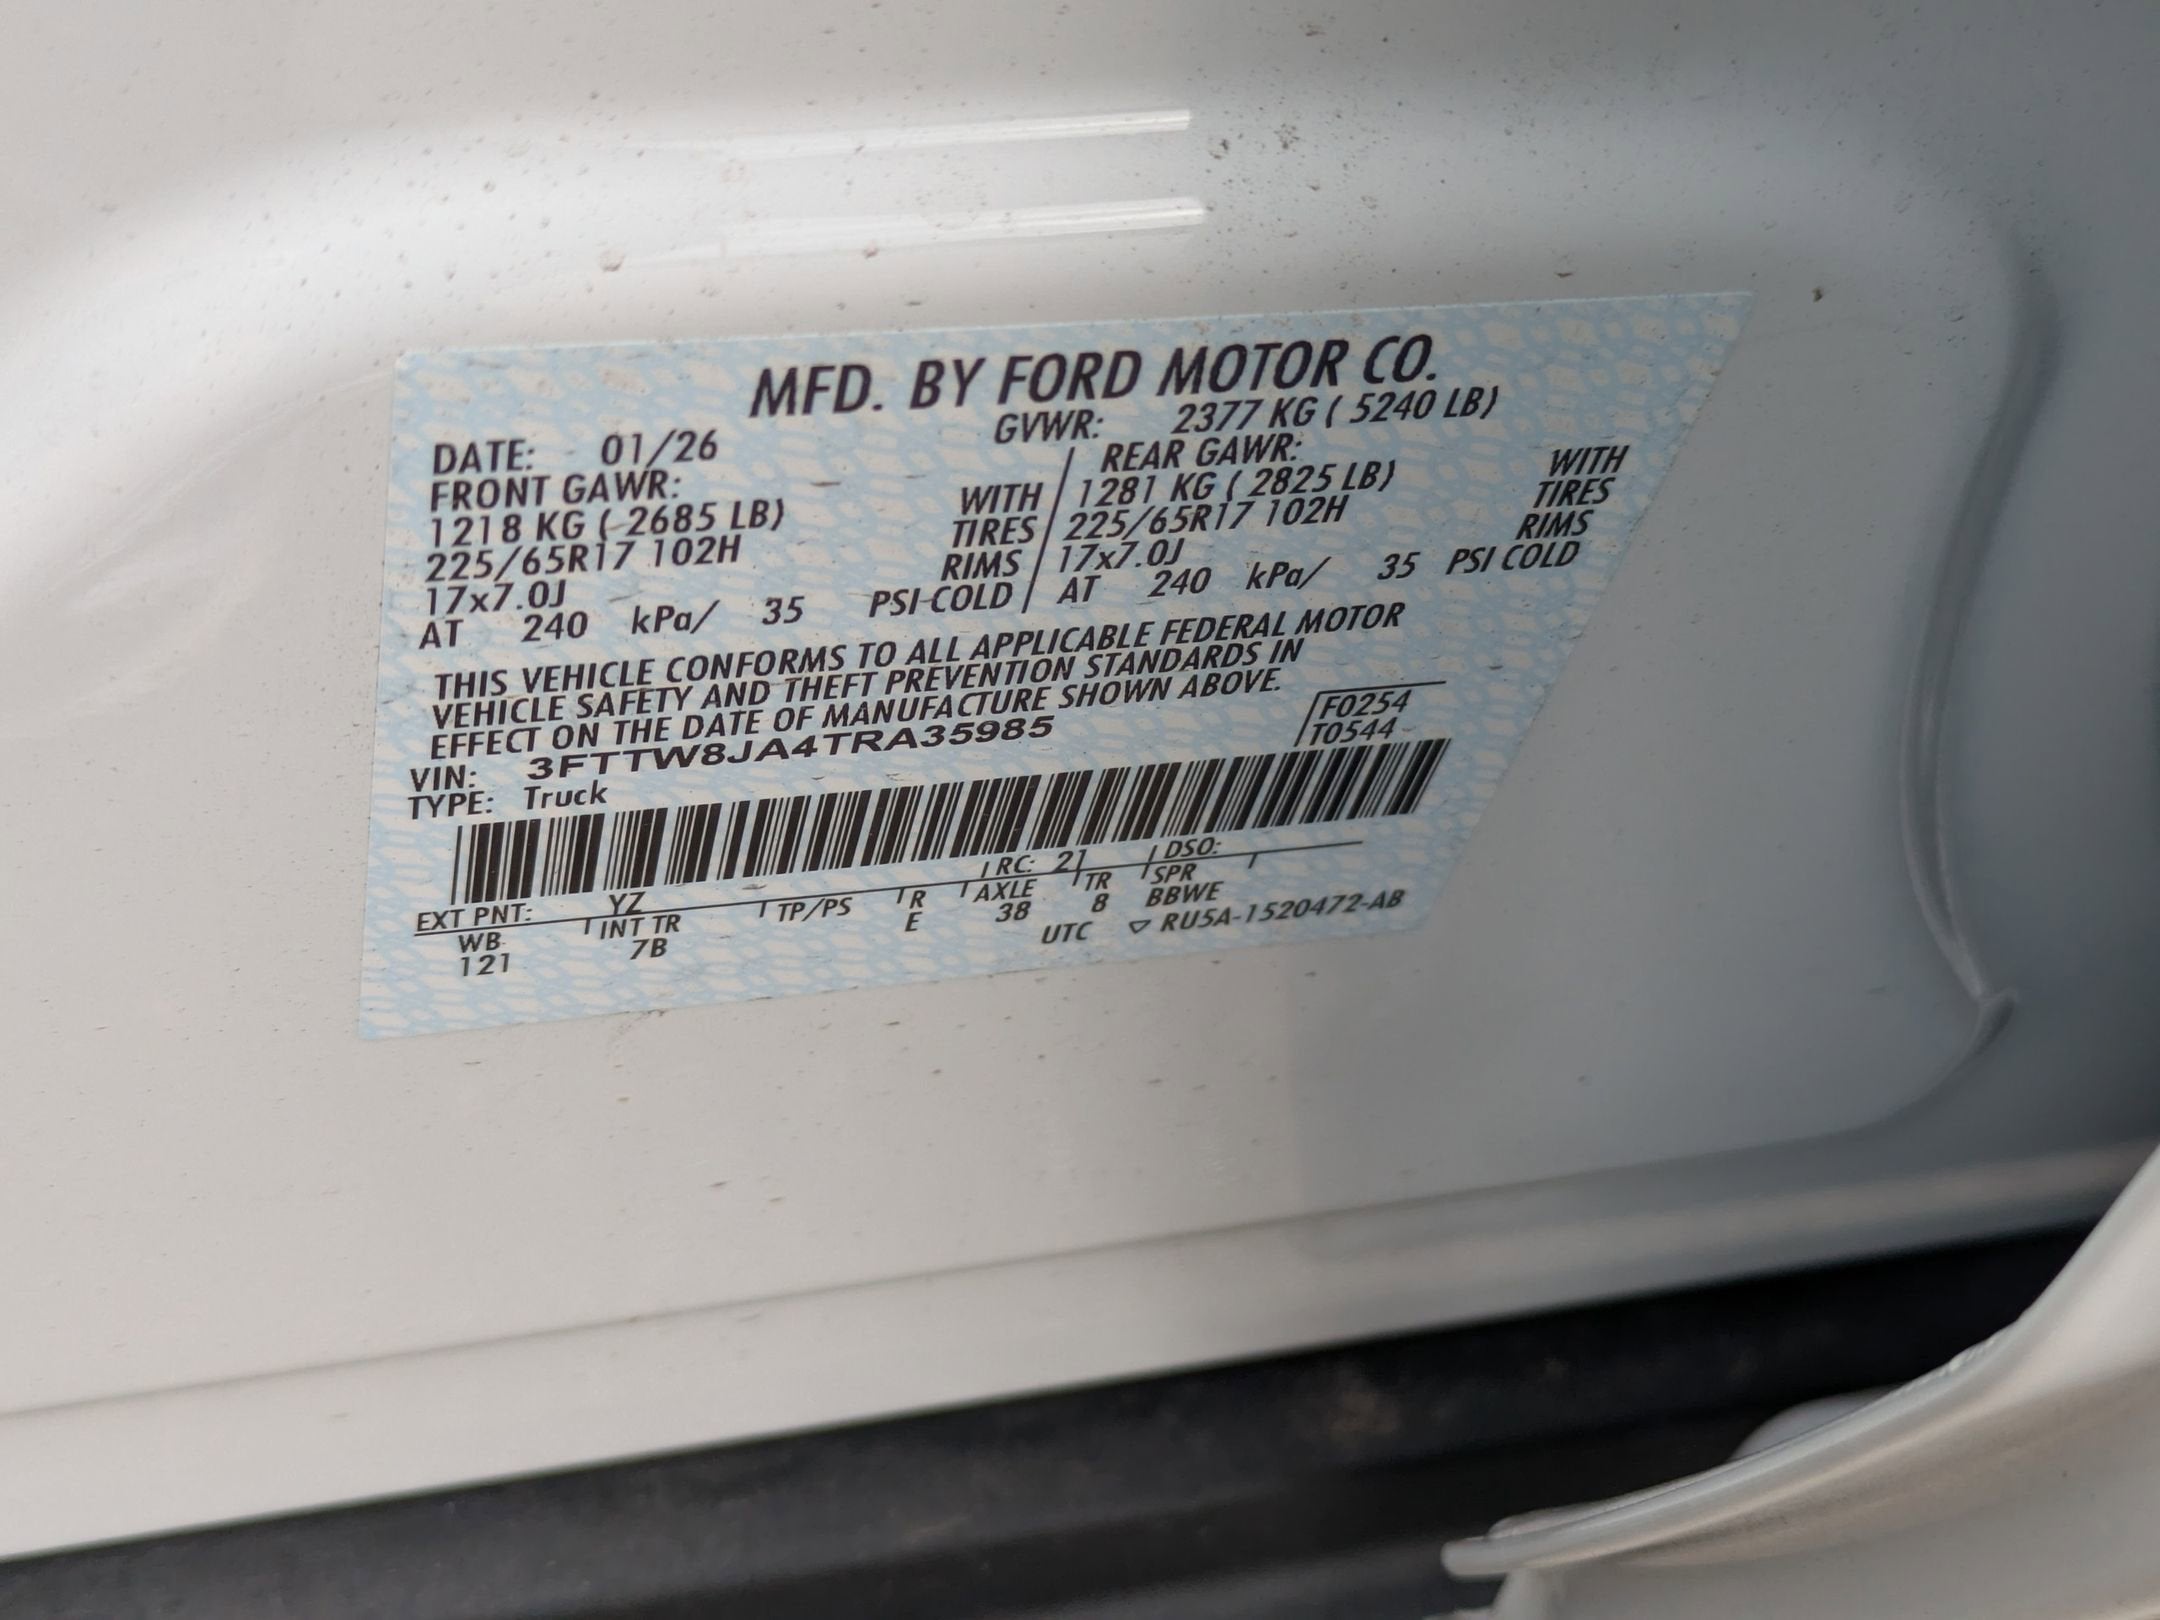 MFD. BY FORD MOTOR CO.
DATE: 01/26 GVWR: 2377 KG ( 5240 LB)
FRONT GAWR: REAR GAWR:
1218 KG ( 2685 LB) WITH 1281 KG ( 2825 LB) WITH
225/65R17 102H TIRES 225/65R17 102H TIRES
17x7.0J RIMS 17x7.0J RIMS
AT 240 kPa/ 35 PSI COLD AT 240 kPa/ 35 PSI COLD
THIS VEHICLE CONFORMS TO ALL APPLICABLE FEDERAL MOTOR
VEHICLE SAFETY AND THEFT PREVENTION STANDARDS IN
EFFECT ON THE DATE OF MANUFACTURE SHOWN ABOVE.
VIN: 3FTTW8JA4TRA35985 F0254
TYPE: Truck T0544
EXT PNT: YZ RC: 21 DSO:
WB INT TR TP/PS R AXLE TR SPR
121 7B E 38 8 BBWE
UTC ▽ RU5A-1520472-AB